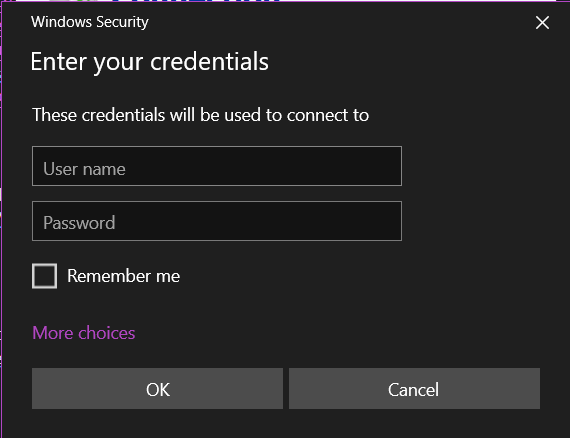 Windows Security
Enter your credentials
These credentials will be used to connect to
User name
Password
Remember me
More choices
OK
Cancel